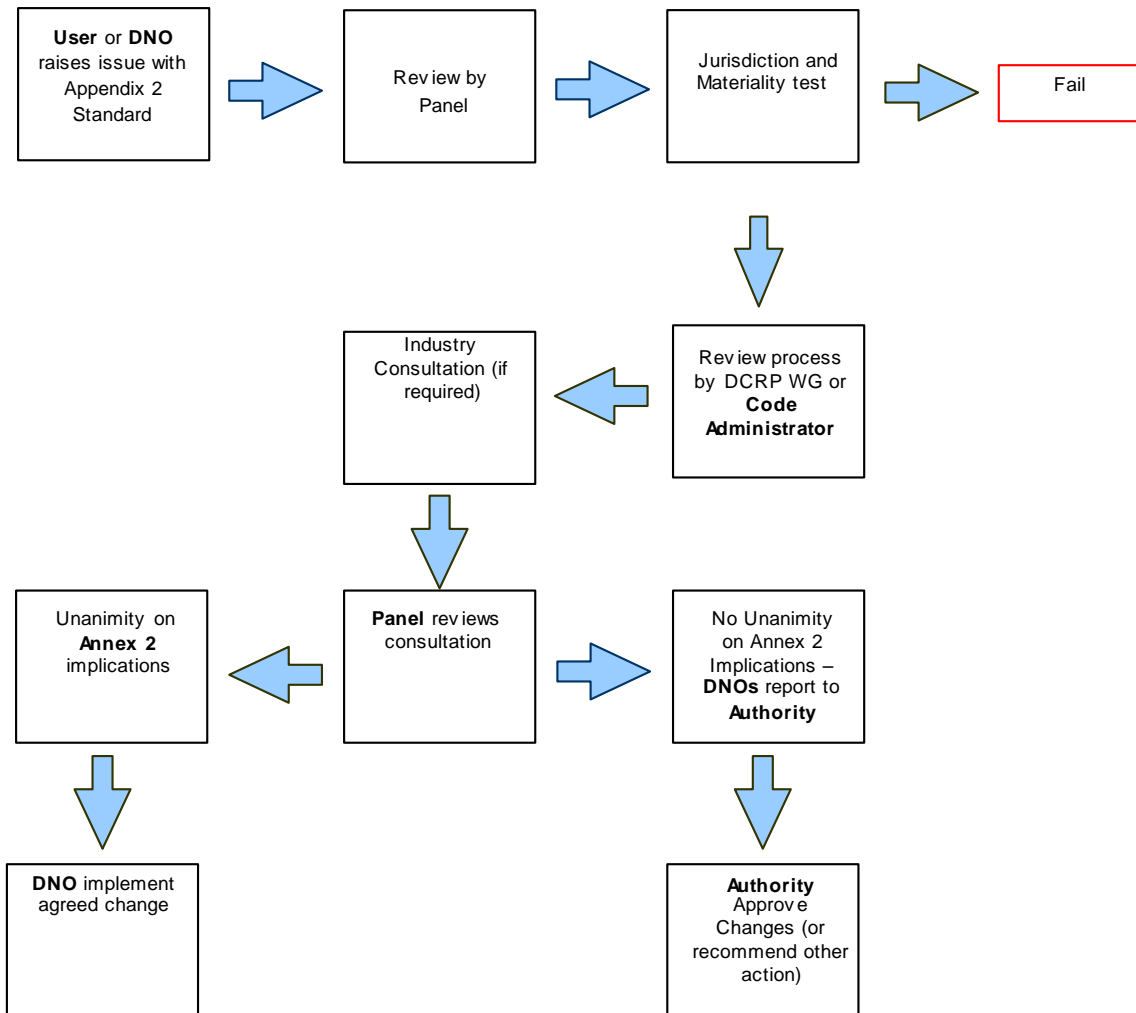 User or DNO
raises issue with
Appendix 2
Standard
Review by
Panel
Jurisdiction and
Materiality test
Fail
Industry
Consultation (if
required)
Review process
by DCRP WG or
Code
Administrator
Unanimity on
Annex 2
implications
Panel reviews
consultation
No Unanimity
on Annex 2
Implications –
DNOs report to
Authority
DNO implement
agreed change
Authority
Approve
Changes (or
recommend other
action)